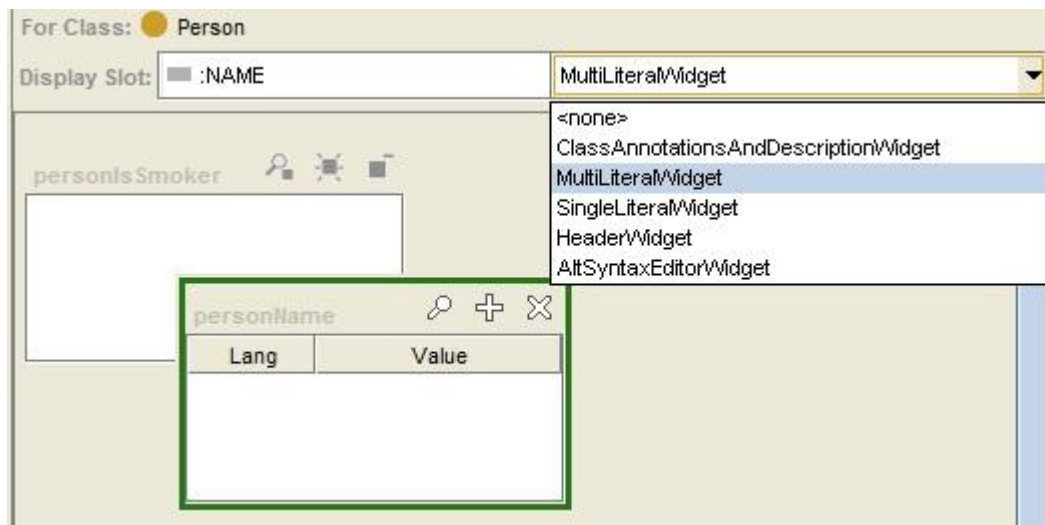 For Class: Person
Display Slot: :NAME MultiLiteralWidget
<none>
ClassAnnotationsAndDescriptionWidget
MultiLiteralWidget
SingleLiteralWidget
HeaderWidget
AltSyntaxEditorWidget
personIsSmoker
personName
Lang Value